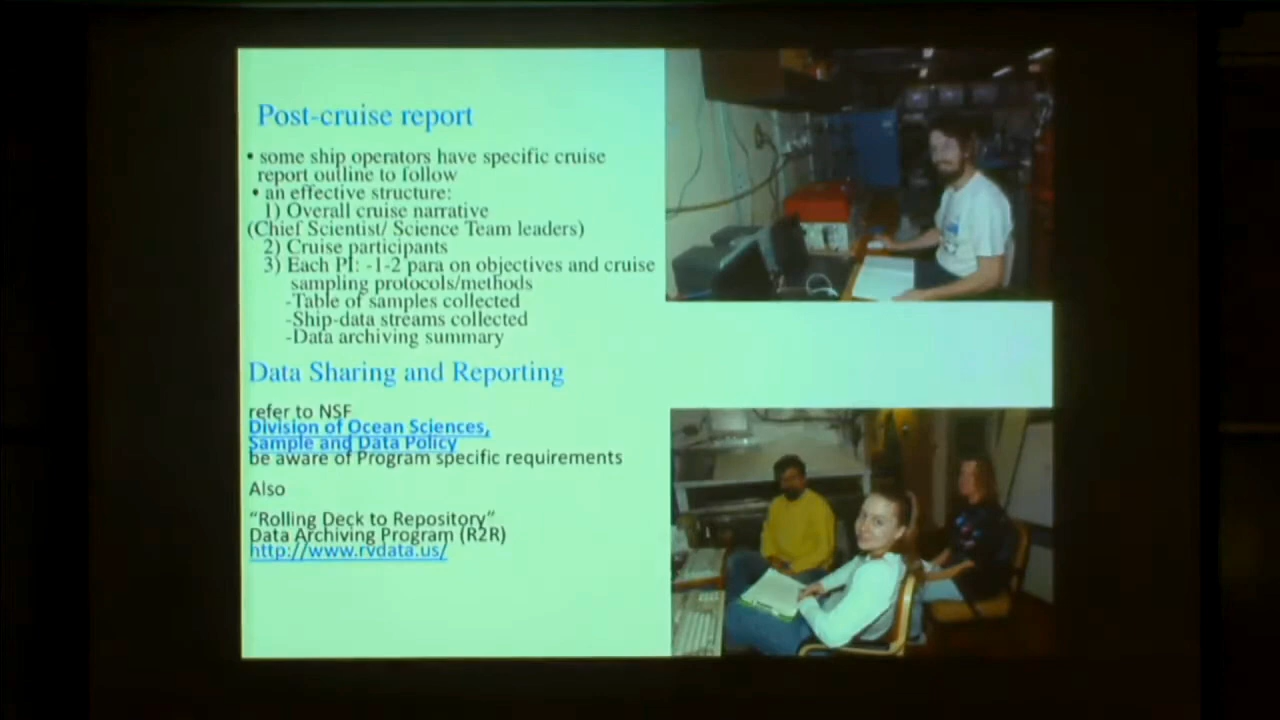 Post-cruise report
• some ship operators have specific cruise
report outline to follow
• an effective structure:
1) Overall cruise narrative
(Chief Scientist/ Science Team leaders)
2) Cruise participants
3) Each PI: -1-2 para on objectives and cruise
sampling protocols/methods
-Table of samples collected
-Ship-data streams collected
-Data archiving summary
Data Sharing and Reporting
refer to NSF
Division of Ocean Sciences,
Sample and Data Policy
be aware of Program specific requirements
Also
“Rolling Deck to Repository”
Data Archiving Program (R2R)
http://www.rvdata.us/